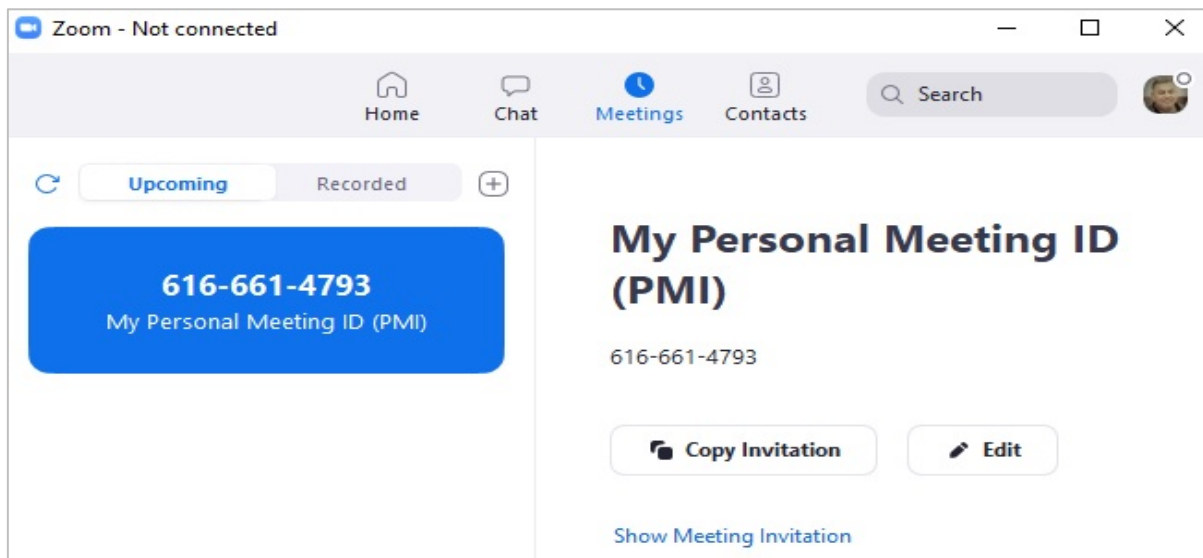 Zoom - Not connected
Home
Chat
Meetings
Contacts
Search
Upcoming
Recorded
616-661-4793
My Personal Meeting ID (PMI)
My Personal Meeting ID
(PMI)
616-661-4793
Copy Invitation
Edit
Show Meeting Invitation